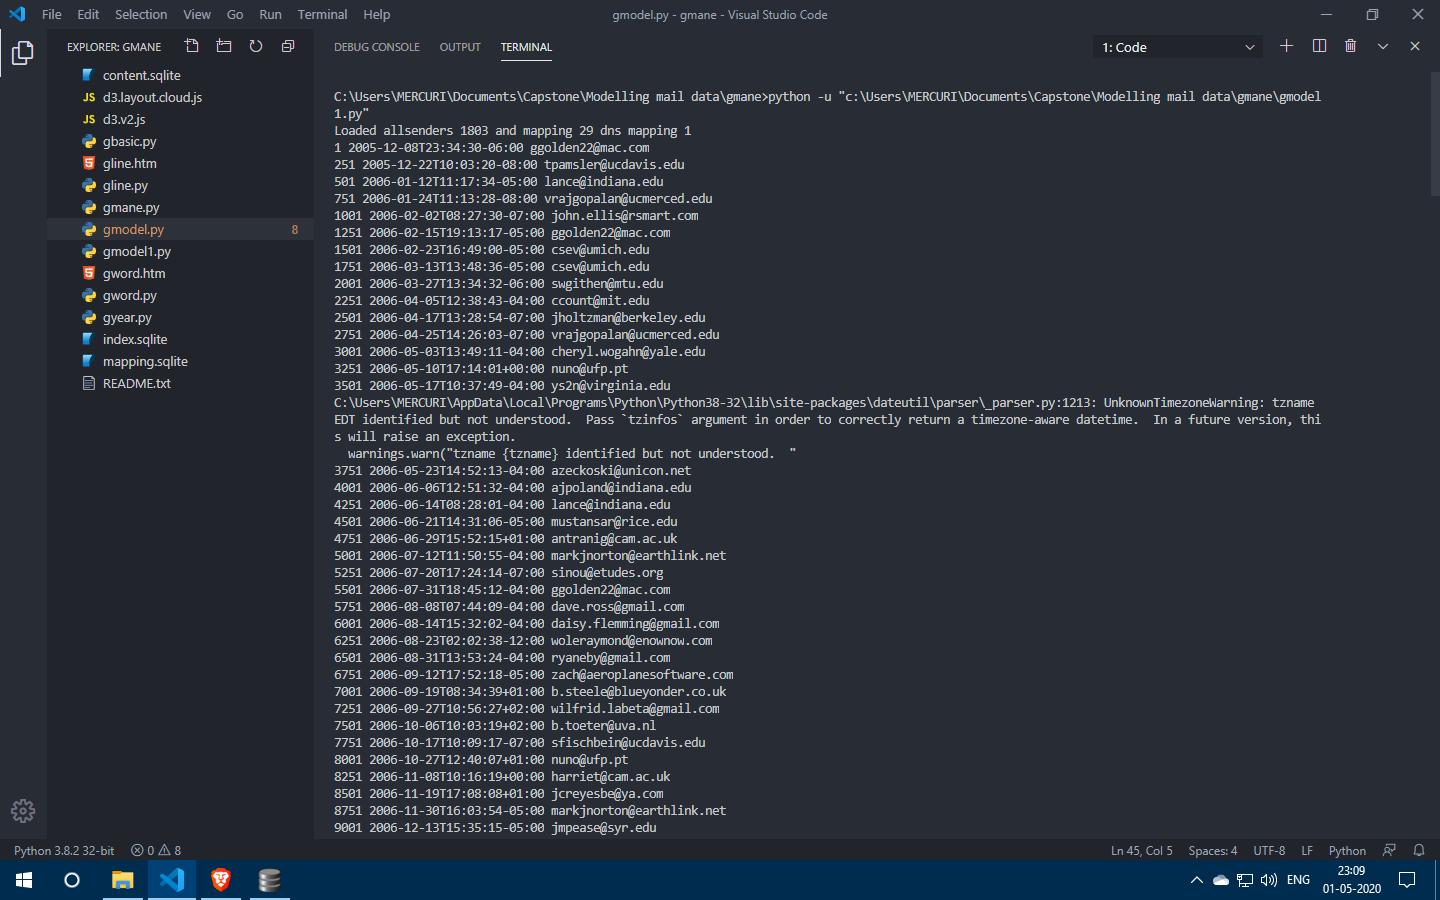 File Edit Selection View Go Run Terminal Help
gmodel.py - gmane - Visual Studio Code
EXPLORER: GMANE
content.sqlite
JS d3.layout.cloud.js
JS d3.v2.js
gbasic.py
gline.htm
gline.py
gmane.py
gmodel.py 8
gmodel1.py
gword.htm
gword.py
gyear.py
index.sqlite
mapping.sqlite
README.txt
DEBUG CONSOLE OUTPUT TERMINAL
1: Code
C:\Users\MERCURI\Documents\Capstone\Modelling mail data\gmane>python -u "c:\Users\MERCURI\Documents\Capstone\Modelling mail data\gmane\gmodel
1.py"
Loaded allsenders 1803 and mapping 29 dns mapping 1
1 2005-12-08T23:34:30-06:00 ggolden22@mac.com
251 2005-12-22T10:03:20-08:00 tpamsler@ucdavis.edu
501 2006-01-12T11:17:34-05:00 lance@indiana.edu
751 2006-01-24T11:13:28-08:00 vrajgopalan@ucmerced.edu
1001 2006-02-02T08:27:30-07:00 john.ellis@rsmart.com
1251 2006-02-15T19:13:17-05:00 ggolden22@mac.com
1501 2006-02-23T16:49:00-05:00 csev@umich.edu
1751 2006-03-13T13:48:36-05:00 csev@umich.edu
2001 2006-03-27T13:34:32-06:00 swgithen@mtu.edu
2251 2006-04-05T12:38:43-04:00 ccount@mit.edu
2501 2006-04-17T13:28:54-07:00 jholtzman@berkeley.edu
2751 2006-04-25T14:26:03-07:00 vrajgopalan@ucmerced.edu
3001 2006-05-03T13:49:11-04:00 cheryl.wogahn@yale.edu
3251 2006-05-10T17:14:01+00:00 nuno@ufp.pt
3501 2006-05-17T10:37:49-04:00 ys2n@virginia.edu
C:\Users\MERCURI\AppData\Local\Programs\Python\Python38-32\lib\site-packages\dateutil\parser\_parser.py:1213: UnknownTimezoneWarning: tzname
EDT identified but not understood.  Pass `tzinfos` argument in order to correctly return a timezone-aware datetime.  In a future version, thi
s will raise an exception.
  warnings.warn("tzname {tzname} identified but not understood.  "
3751 2006-05-23T14:52:13-04:00 azeckoski@unicon.net
4001 2006-06-06T12:51:32-04:00 ajpoland@indiana.edu
4251 2006-06-14T08:28:01-04:00 lance@indiana.edu
4501 2006-06-21T14:31:06-05:00 mustansar@rice.edu
4751 2006-06-29T15:52:15+01:00 antranig@cam.ac.uk
5001 2006-07-12T11:50:55-04:00 markjnorton@earthlink.net
5251 2006-07-20T17:24:14-07:00 sinou@etudes.org
5501 2006-07-31T18:45:12-04:00 ggolden22@mac.com
5751 2006-08-08T07:44:09-04:00 dave.ross@gmail.com
6001 2006-08-14T15:32:02-04:00 daisy.flemming@gmail.com
6251 2006-08-23T02:02:38-12:00 woleraymond@enownow.com
6501 2006-08-31T13:53:24-04:00 ryaneby@gmail.com
6751 2006-09-12T17:52:18-05:00 zach@aeroplanesoftware.com
7001 2006-09-19T08:34:39+01:00 b.steele@blueyonder.co.uk
7251 2006-09-27T10:56:27+02:00 wilfrid.labeta@gmail.com
7501 2006-10-06T10:03:19+02:00 b.toeter@uva.nl
7751 2006-10-17T10:09:17-07:00 sfischbein@ucdavis.edu
8001 2006-10-27T12:40:07+01:00 nuno@ufp.pt
8251 2006-11-08T10:16:19+00:00 harriet@cam.ac.uk
8501 2006-11-19T17:08:08+01:00 jcreyesbe@ya.com
8751 2006-11-30T16:03:54-05:00 markjnorton@earthlink.net
9001 2006-12-13T15:35:15-05:00 jmpease@syr.edu
Python 3.8.2 32-bit 0 8
Ln 45, Col 5 Spaces: 4 UTF-8 LF Python
ENG
23:09
01-05-2020